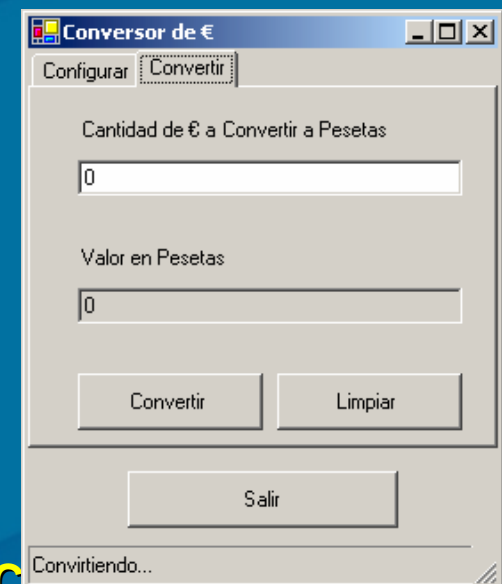 Conversor de €
Configurar Convertir
Cantidad de € a Convertir a Pesetas
0
Valor en Pesetas
0
Convertir Limpiar
Salir
Convirtiendo...